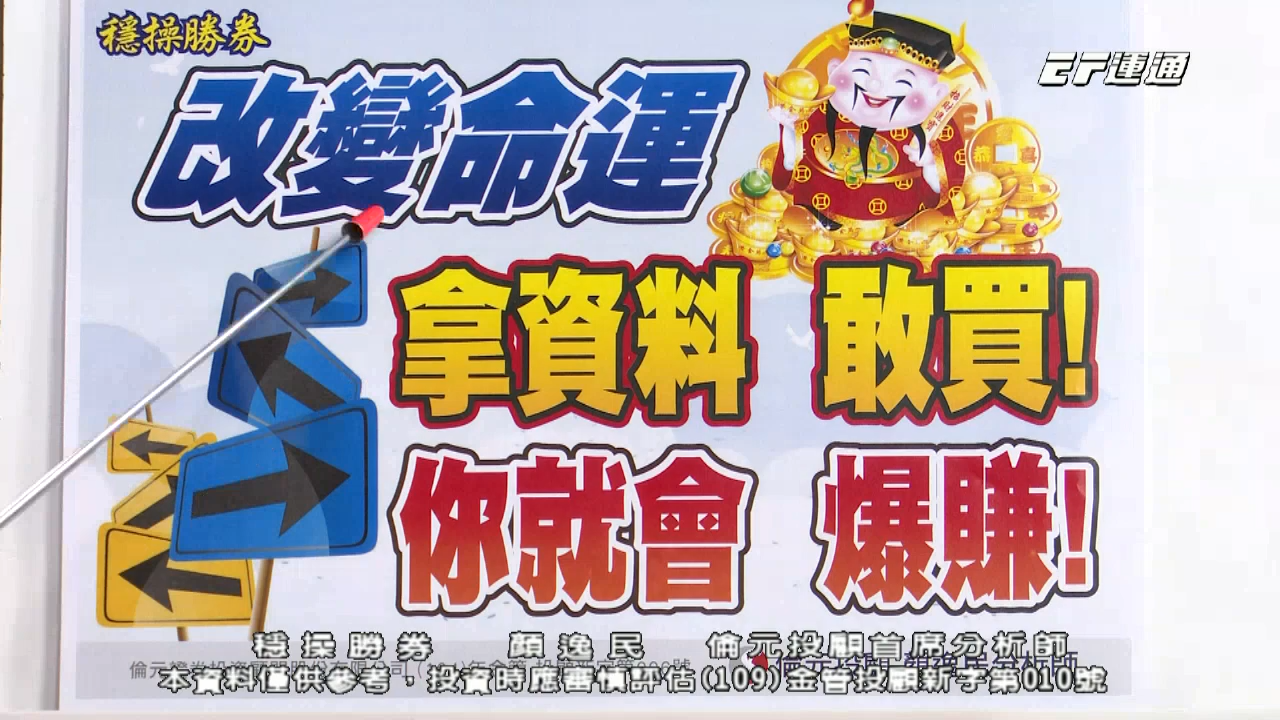 穩操勝券
ET運通
改變命運
拿資料 敢買!
你就會 爆賺!
穩操勝券 顏逸民 倫元投顧首席分析師
本資料僅供參考,投資時應審慎評估(109)金管投顧新字第010號